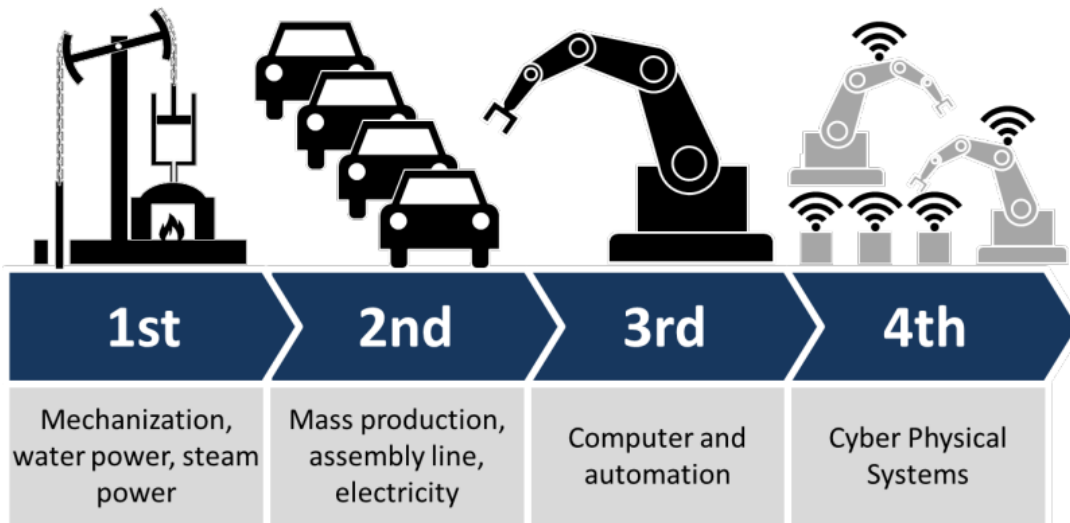 1st
2nd
3rd
4th
Mechanization,
water power, steam
power
Mass production,
assembly line,
electricity
Computer and
automation
Cyber Physical
Systems